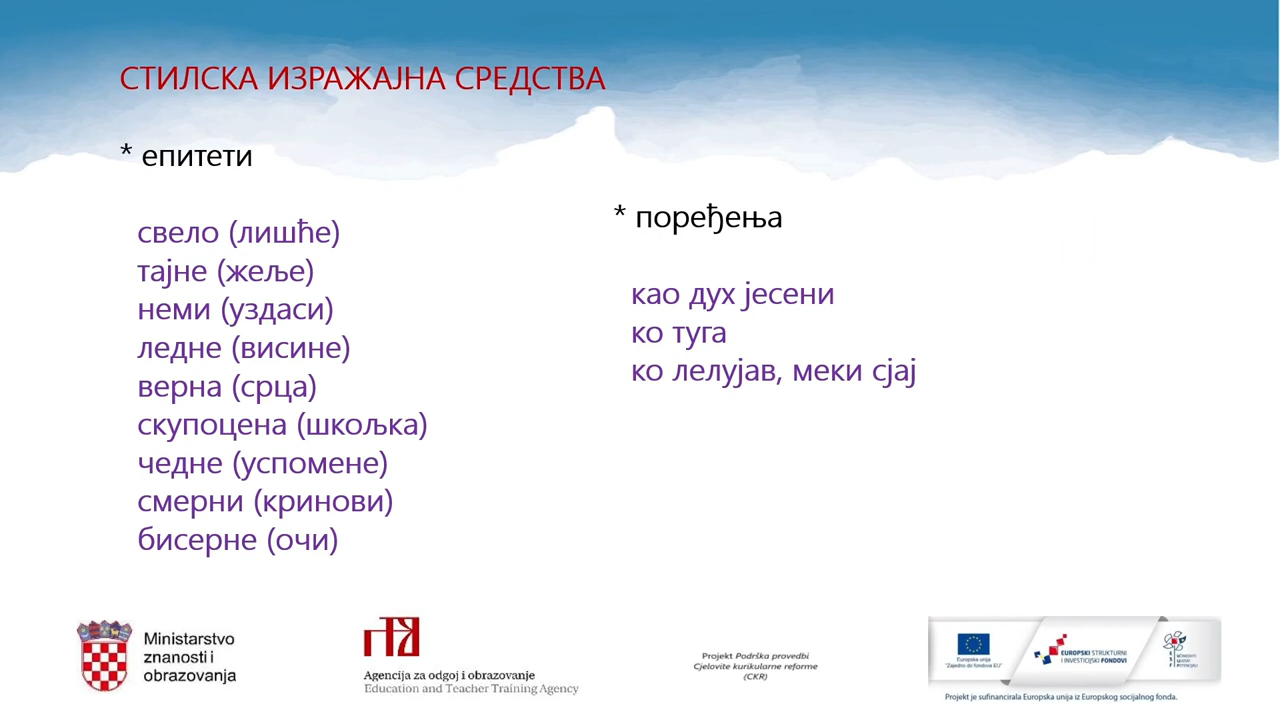 СТИЛСКА ИЗРАЖАЈНА СРЕДСТВА
* епитети
свело (лишће)
тајне (жеље)
неми (уздаси)
ледне (висине)
верна (срца)
скупоцена (шкољка)
чедне (успомене)
смерни (кринови)
бисерне (очи)
* поређења
као дух јесени
ко туга
ко лелујав, меки сјај
Ministarstvo
znanosti i
obrazovanja
Agencija za odgoj i obrazovanje
Education and Teacher Training Agency
Projekt Podrška provedbi
Cjelovite kurikularne reforme
(CKR)
Europska unija
"Zajedno do fondova EU"
EUROPSKI STRUKTURNI
I INVESTICIJSKI FONDOVI
Projekt je sufinancirala Europska unija iz Europskog socijalnog fonda.